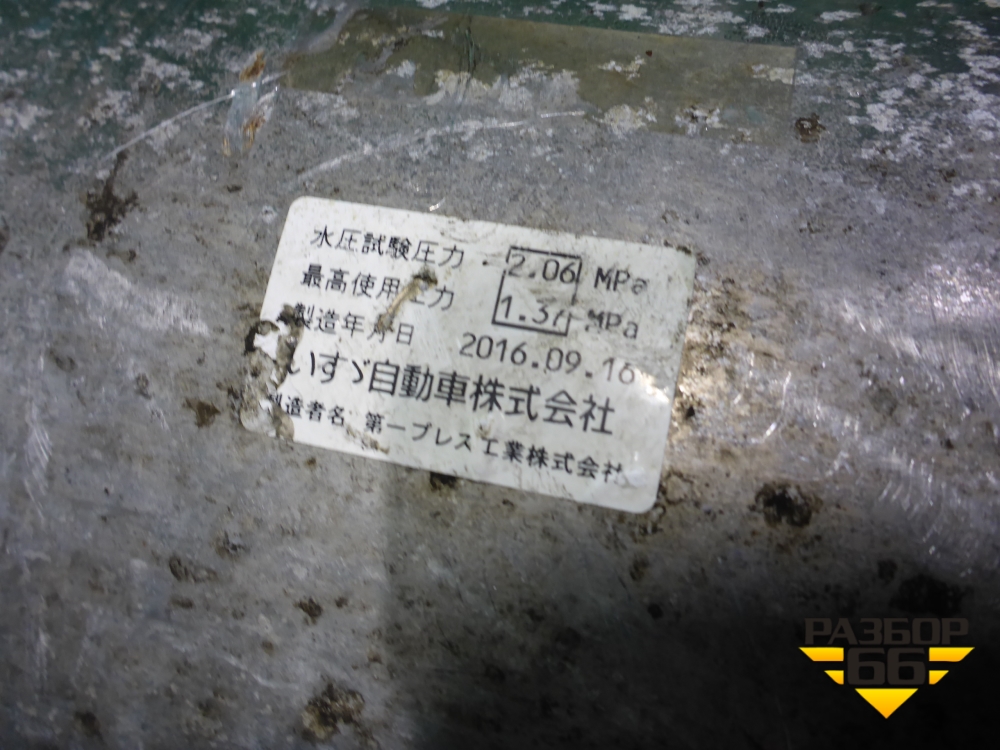 水圧試験圧力 2.06 MPa
最高使用圧力 1.37 MPa
製造年月日 2016.09.16
いすゞ自動車株式会社
製造者名 第一プレス工業株式会社
РАЗБОР
66